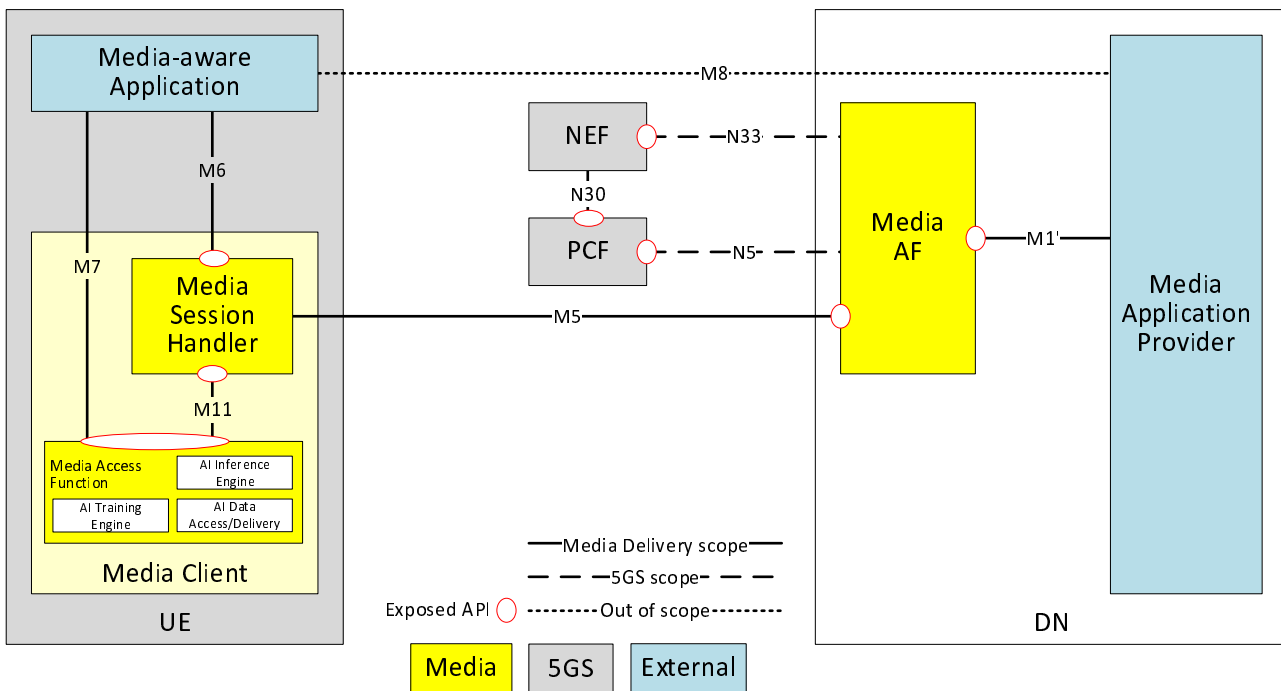 Media-aware
Application
M8
NEF
N33
M6
N30
Media
AF
PCF
N5
M1'
M7
Media
Session
Handler
M5
Media
Application
Provider
M11
Media Access
Function
AI Inference
Engine
AI Training
Engine
AI Data
Access/Delivery
Media Client
UE
Media Delivery scope
5GS scope
Exposed API
Out of scope
DN
Media
5GS
External